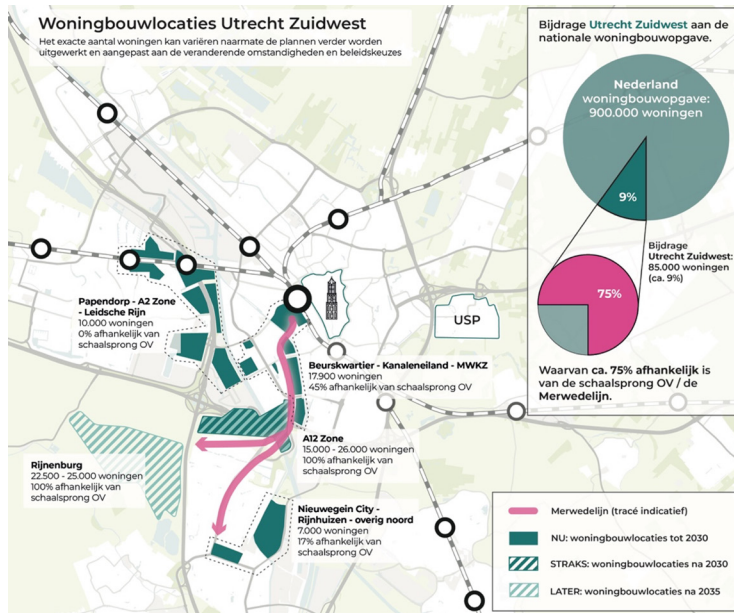 Woningbouwlocaties Utrecht Zuidwest
Het exacte aantal woningen kan variëren naarmate de plannen verder worden
uitgewerkt en aangepast aan de veranderende omstandigheden en beleidskeuzes
Papendorp - A2 Zone
- Leidsche Rijn
10.000 woningen
0% afhankelijk van
schaalsprong OV
USP
Beurskwartier - Kanaleneiland - MWKZ
17.900 woningen
45% afhankelijk van schaalsprong OV
A12 Zone
15.000 - 26.000 woningen
100% afhankelijk van
schaalsprong OV
Rijnenburg
22.500 - 25.000 woningen
100% afhankelijk van
schaalsprong OV
Nieuwegein City -
Rijnhuizen - overig noord
7.000 woningen
17% afhankelijk van
schaalsprong OV
Bijdrage Utrecht Zuidwest aan de
nationale woningbouwopgave.
Nederland
woningbouwopgave:
900.000 woningen
9%
Bijdrage
Utrecht Zuidwest:
85.000 woningen
(ca. 9%)
75%
Waarvan ca. 75% afhankelijk is
van de schaalsprong OV / de
Merwedelijn.
Merwedelijn (tracé indicatief)
NU: woningbouwlocaties tot 2030
STRAKS: woningbouwlocaties na 2030
LATER: woningbouwlocaties na 2035